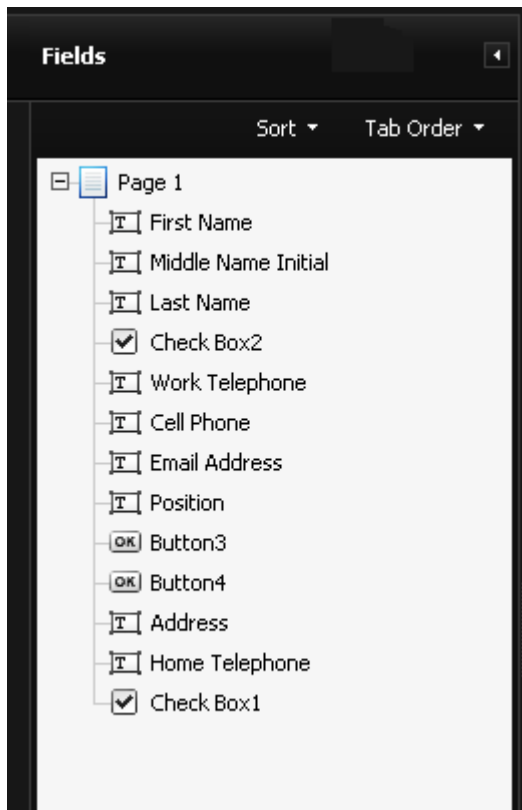 Fields
Sort Tab Order
Page 1
T First Name
T Middle Name Initial
T Last Name
Check Box2
T Work Telephone
T Cell Phone
T Email Address
T Position
OK Button3
OK Button4
T Address
T Home Telephone
Check Box1